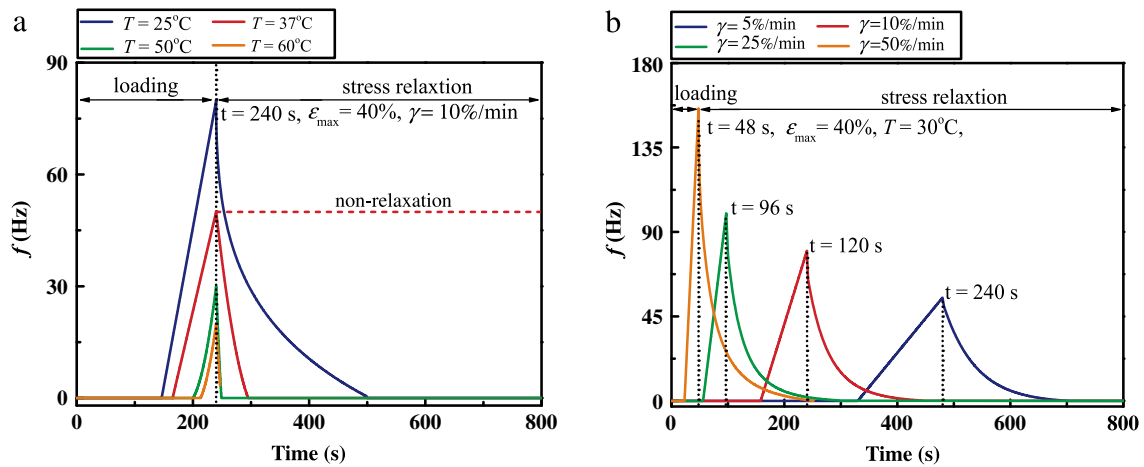 a
T = 25°C T = 37°C
T = 50°C T = 60°C
90
60
30
0
f (Hz)
loading
stress relaxtion
t = 240 s, εmax = 40%, γ = 10%/min
non-relaxation
0 200 400 600 800
Time (s)
b
γ = 5%/min γ = 10%/min
γ = 25%/min γ = 50%/min
180
135
90
45
0
f (Hz)
loading
stress relaxtion
t = 48 s, εmax = 40%, T = 30°C,
t = 96 s
t = 120 s
t = 240 s
0 200 400 600 800
Time (s)